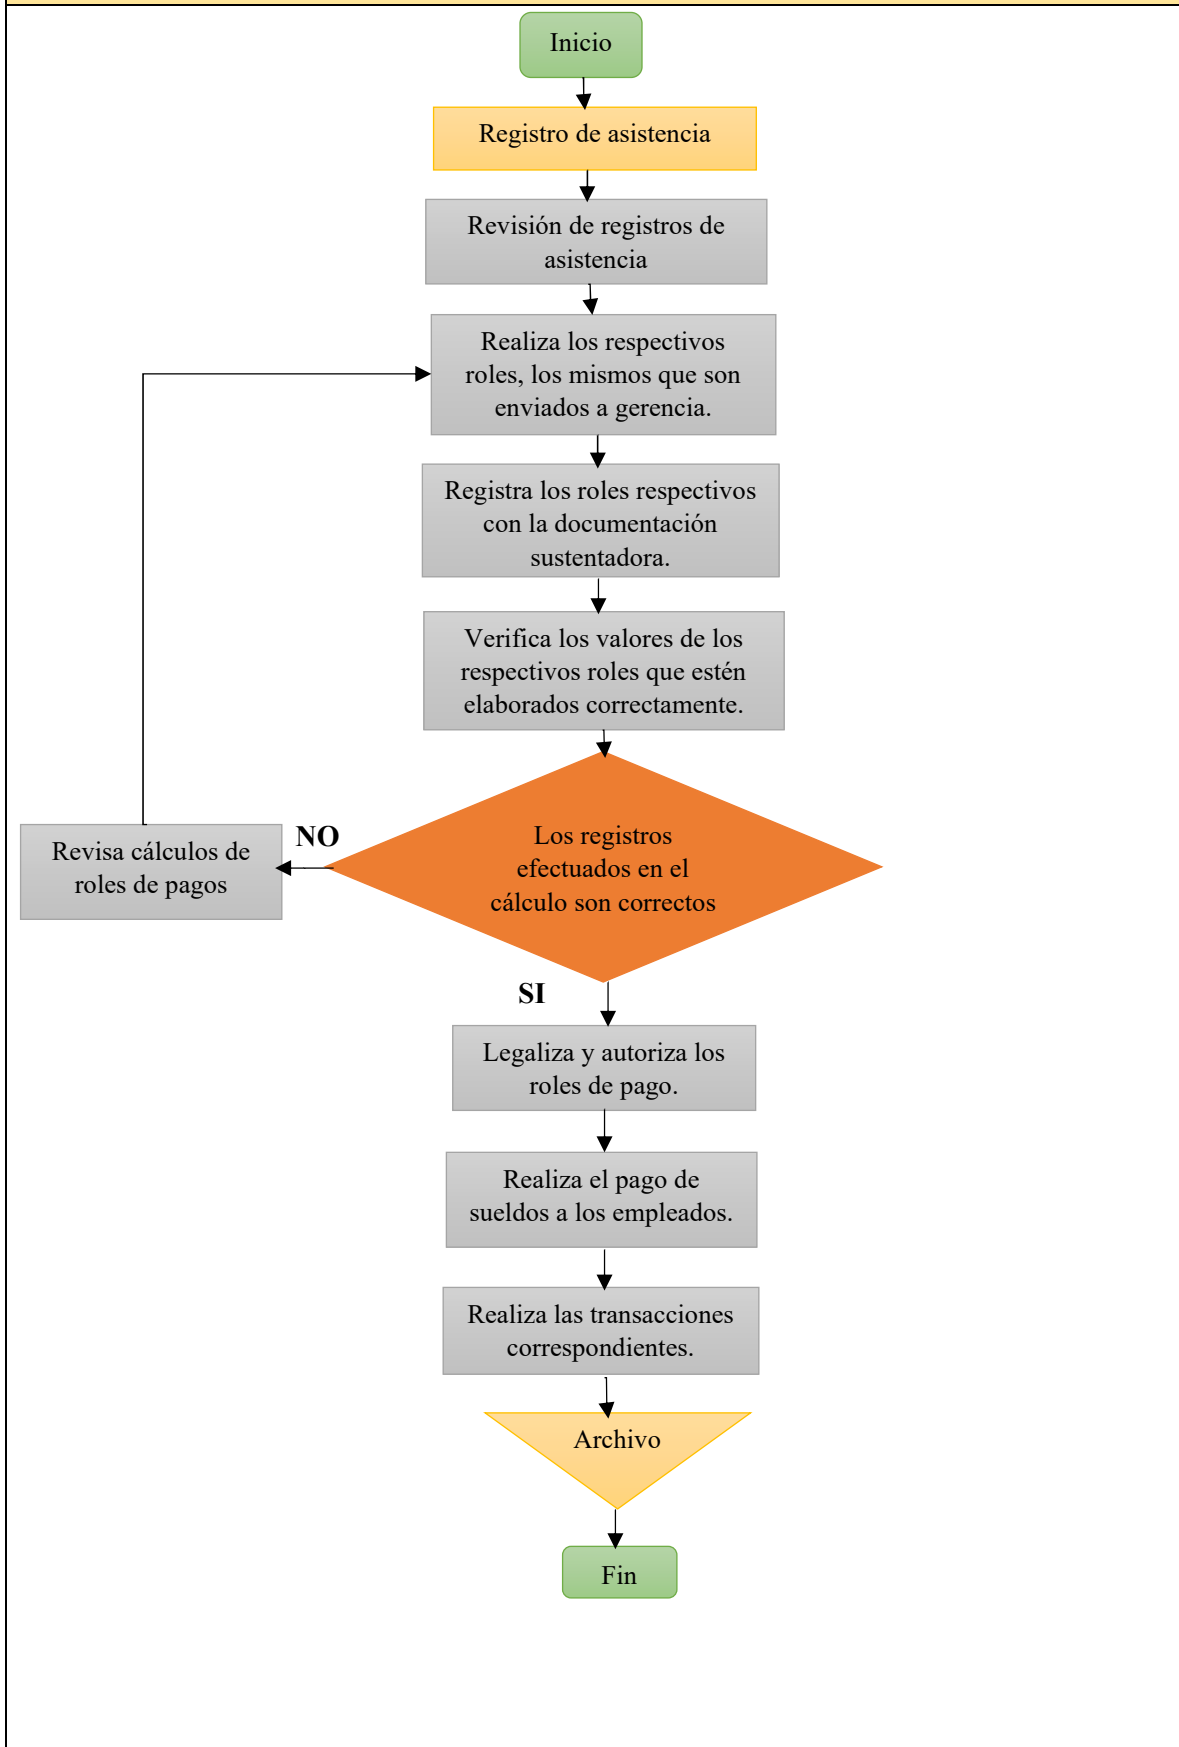 Inicio
Registro de asistencia
Revisión de registros de
asistencia
Realiza los respectivos
roles, los mismos que son
enviados a gerencia.
Registra los roles respectivos
con la documentación
sustentadora.
Verifica los valores de los
respectivos roles que estén
elaborados correctamente.
Los registros
efectuados en el
cálculo son correctos
NO
Revisa cálculos de
roles de pagos
SI
Legaliza y autoriza los
roles de pago.
Realiza el pago de
sueldos a los empleados.
Realiza las transacciones
correspondientes.
Archivo
Fin